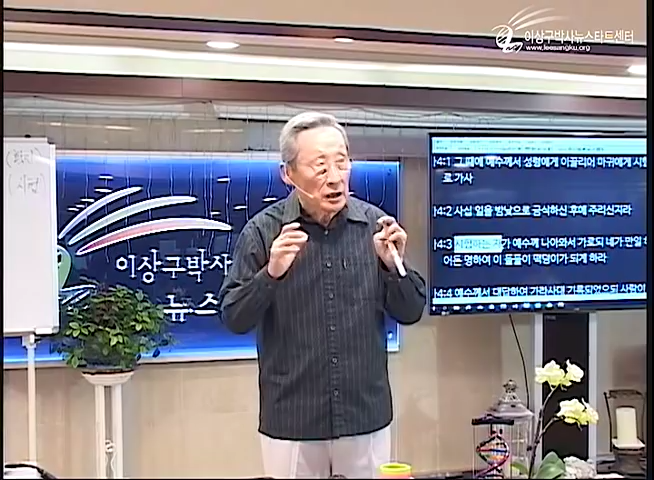 이상구박사뉴스타트센터
www.leesangku.org
(시험)
이상구박사
뉴스
4:1 그 때에 예수께서 성령에게 이끌리어 마귀에게 시험
로 가사
4:2 사십 일을 밤낮으로 금식하신 후에 주리신지라
4:3 시험하는 자가 예수께 나아와서 가로되 네가 만일 하
어든 명하여 이 돌들이 떡덩이가 되게 하라
4:4 예수께서 대답하여 가라사대 기록되었으되 사람이